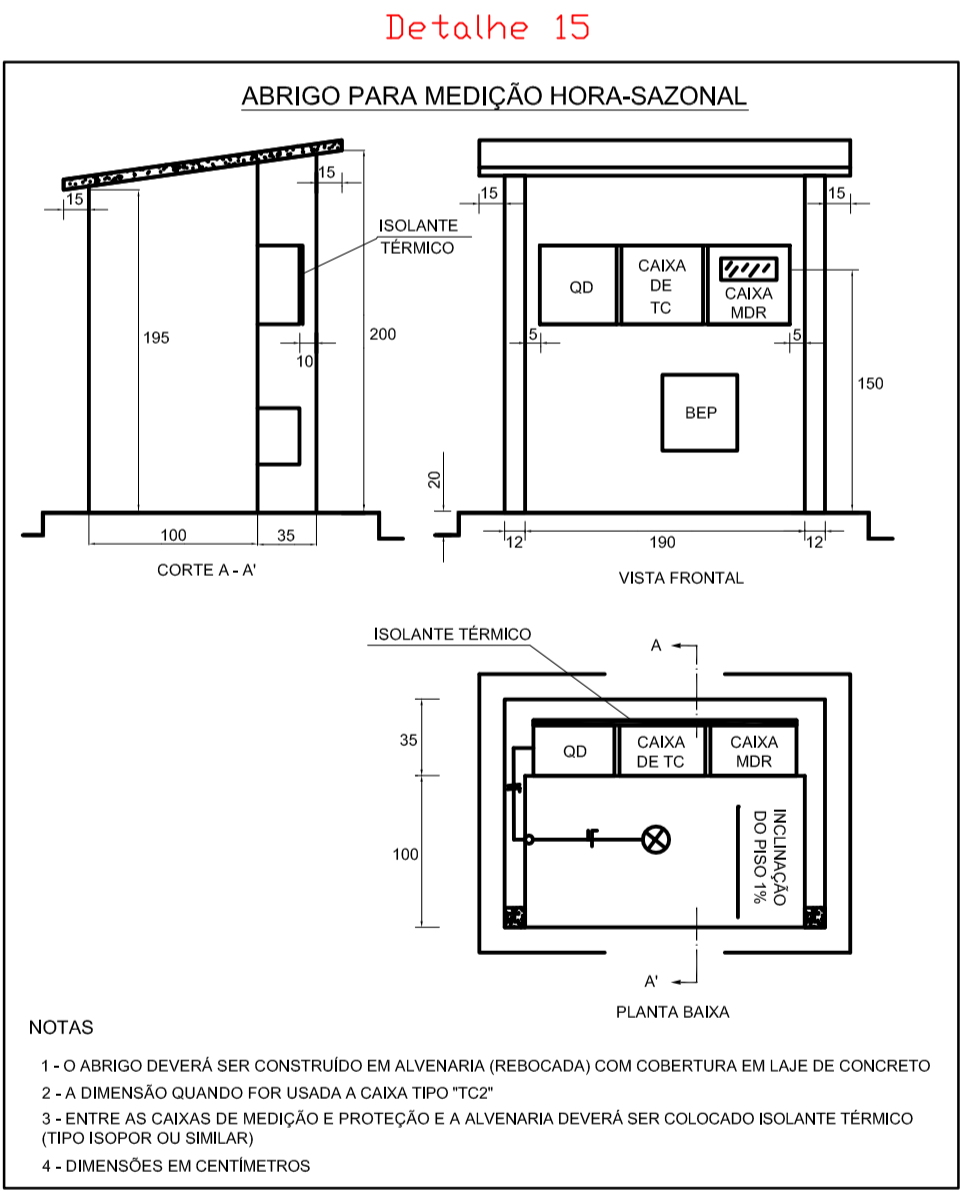 Detalhe 15
ABRIGO PARA MEDIÇÃO HORA-SAZONAL
15
15
ISOLANTE
TÉRMICO
195
10
200
100
35
CORTE A - A'
15
15
QD
CAIXA
DE
TC
CAIXA
MDR
5
5
150
BEP
20
12
190
12
VISTA FRONTAL
ISOLANTE TÉRMICO
A
35
QD
CAIXA
DE TC
CAIXA
MDR
100
INCLINAÇÃO
DO PISO 1%
A'
PLANTA BAIXA
NOTAS
1 - O ABRIGO DEVERÁ SER CONSTRUÍDO EM ALVENARIA (REBOCADA) COM COBERTURA EM LAJE DE CONCRETO
2 - A DIMENSÃO QUANDO FOR USADA A CAIXA TIPO "TC2"
3 - ENTRE AS CAIXAS DE MEDIÇÃO E PROTEÇÃO E A ALVENARIA DEVERÁ SER COLOCADO ISOLANTE TÉRMICO
(TIPO ISOPOR OU SIMILAR)
4 - DIMENSÕES EM CENTÍMETROS